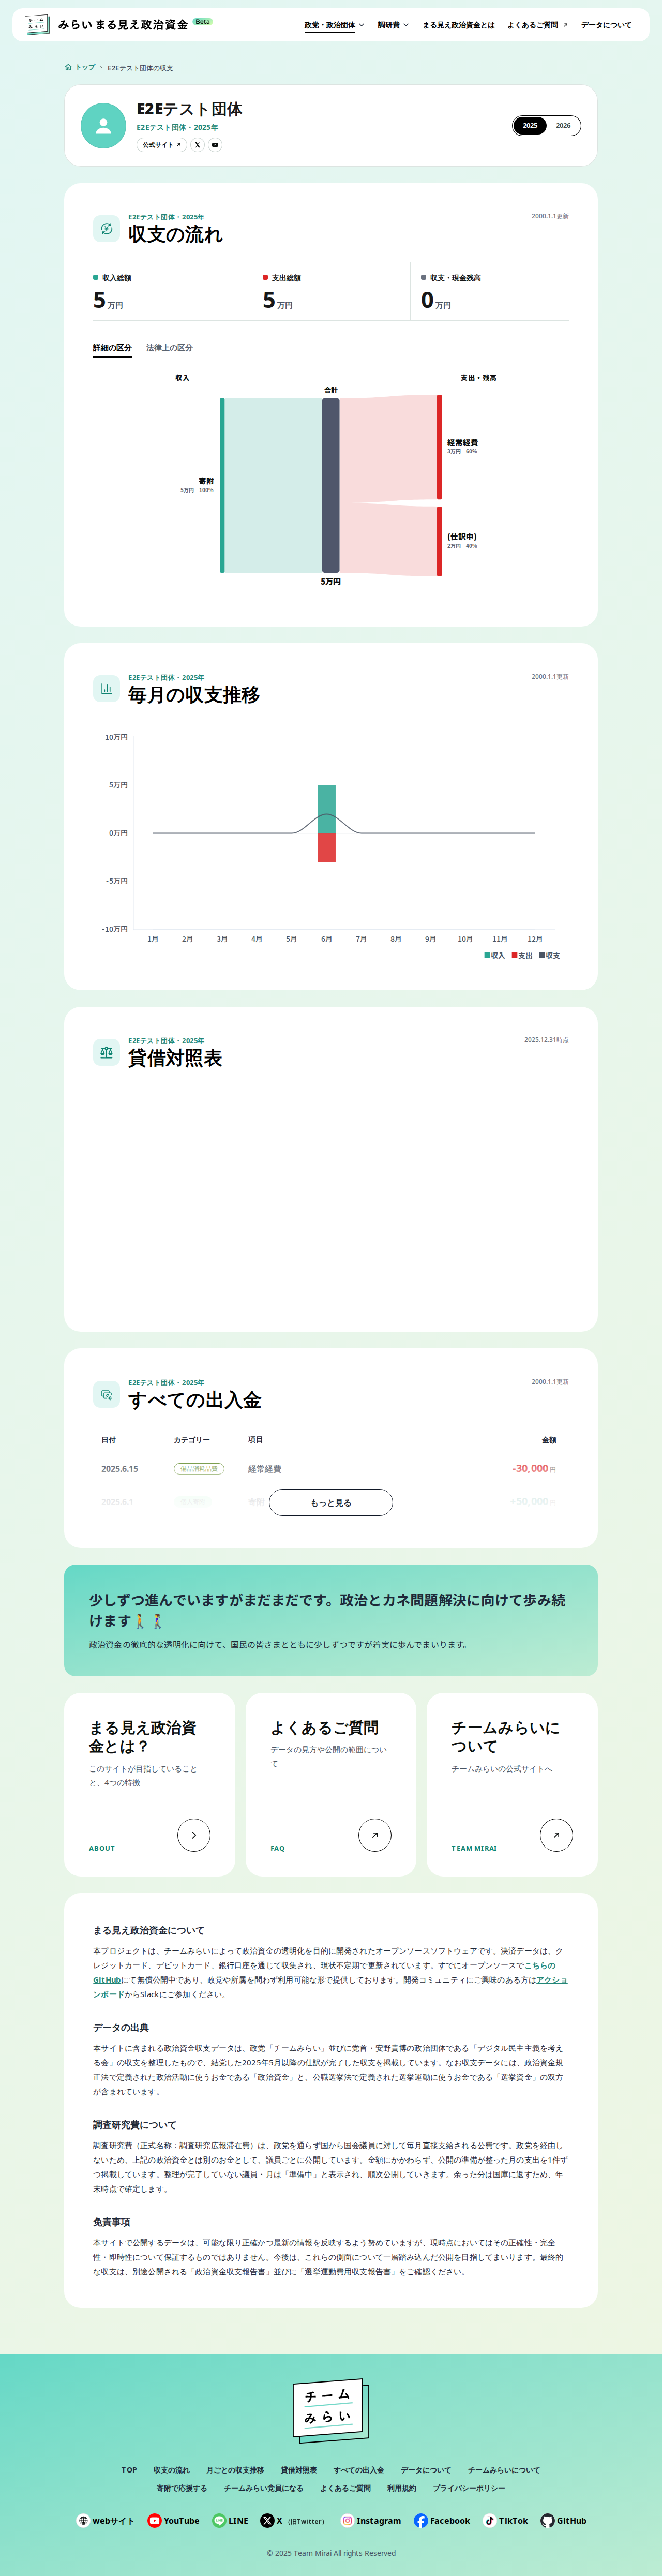 チーム
みらい
みらい まる見え政治資金 Beta
政党・政治団体
調研費
まる見え政治資金とは
よくあるご質問
データについて
トップ
E2Eテスト団体の収支
E2Eテスト団体
E2Eテスト団体・2025年
公式サイト
2025
2026
E2Eテスト団体・2025年
収支の流れ
2000.1.1更新
収入総額
5万円
支出総額
5万円
収支・現金残高
0万円
詳細の区分
法律上の区分
収入
支出・残高
合計
寄附
5万円 100%
経常経費
3万円 60%
(仕訳中)
2万円 40%
5万円
E2Eテスト団体・2025年
毎月の収支推移
2000.1.1更新
10万円
5万円
0万円
-5万円
-10万円
1月
2月
3月
4月
5月
6月
7月
8月
9月
10月
11月
12月
収入
支出
収支
E2Eテスト団体・2025年
貸借対照表
2025.12.31時点
E2Eテスト団体・2025年
すべての出入金
2000.1.1更新
日付
カテゴリー
項目
金額
2025.6.15
備品消耗品費
経常経費
-30,000円
2025.6.1
寄附
+50,000
もっと見る
少しずつ進んでいますがまだまだです。政治とカネ問題解決に向けて歩み続
けます🚶🚶‍♀️
政治資金の徹底的な透明化に向けて、国民の皆さまとともに少しずつですが着実に歩んでまいります。
まる見え政治資
金とは？
このサイトが目指していること
と、4つの特徴
ABOUT
よくあるご質問
データの見方や公開の範囲につい
て
FAQ
チームみらいに
ついて
チームみらいの公式サイトへ
TEAM MIRAI
まる見え政治資金について
本プロジェクトは、チームみらいによって政治資金の透明化を目的に開発されたオープンソースソフトウェアです。決済データは、ク
レジットカード、デビットカード、銀行口座を通じて収集され、現状不定期で更新されています。すでにオープンソースでこちらの
GitHubにて無償公開中であり、政党や所属を問わず利用可能な形で提供しております。開発コミュニティにご興味のある方はアクショ
ンボードからSlackにご参加ください。
データの出典
本サイトに含まれる政治資金収支データは、政党「チームみらい」並びに党首・安野貴博の政治団体である「デジタル民主主義を考え
る会」の収支を整理したもので、結党した2025年5月以降の仕訳が完了した収支を掲載しています。なお収支データには、政治資金規
正法で定義された政治活動に使うお金である「政治資金」と、公職選挙法で定義された選挙運動に使うお金である「選挙資金」の双方
が含まれています。
調査研究費について
調査研究費（正式名称：調査研究広報滞在費）は、政党を通らず国から国会議員に対して毎月直接支給される公費です。政党を経由し
ないため、上記の政治資金とは別のお金として、議員ごとに公開しています。金額にかかわらず、公開の準備が整った月の支出を1件ず
つ掲載しています。整理が完了していない議員・月は「準備中」と表示され、順次公開していきます。余った分は国庫に返すため、年
末時点で確定します。
免責事項
本サイトで公開するデータは、可能な限り正確かつ最新の情報を反映するよう努めていますが、現時点においてはその正確性・完全
性・即時性について保証するものではありません。今後は、これらの側面について一層踏み込んだ公開を目指してまいります。最終的
な収支は、別途公開される「政治資金収支報告書」並びに「選挙運動費用収支報告書」をご確認ください。
チーム
みらい
TOP
収支の流れ
月ごとの収支推移
貸借対照表
すべての出入金
データについて
チームみらいについて
寄附で応援する
チームみらい党員になる
よくあるご質問
利用規約
プライバシーポリシー
webサイト
YouTube
LINE
X（旧Twitter）
Instagram
Facebook
TikTok
GitHub
© 2025 Team Mirai All rights Reserved